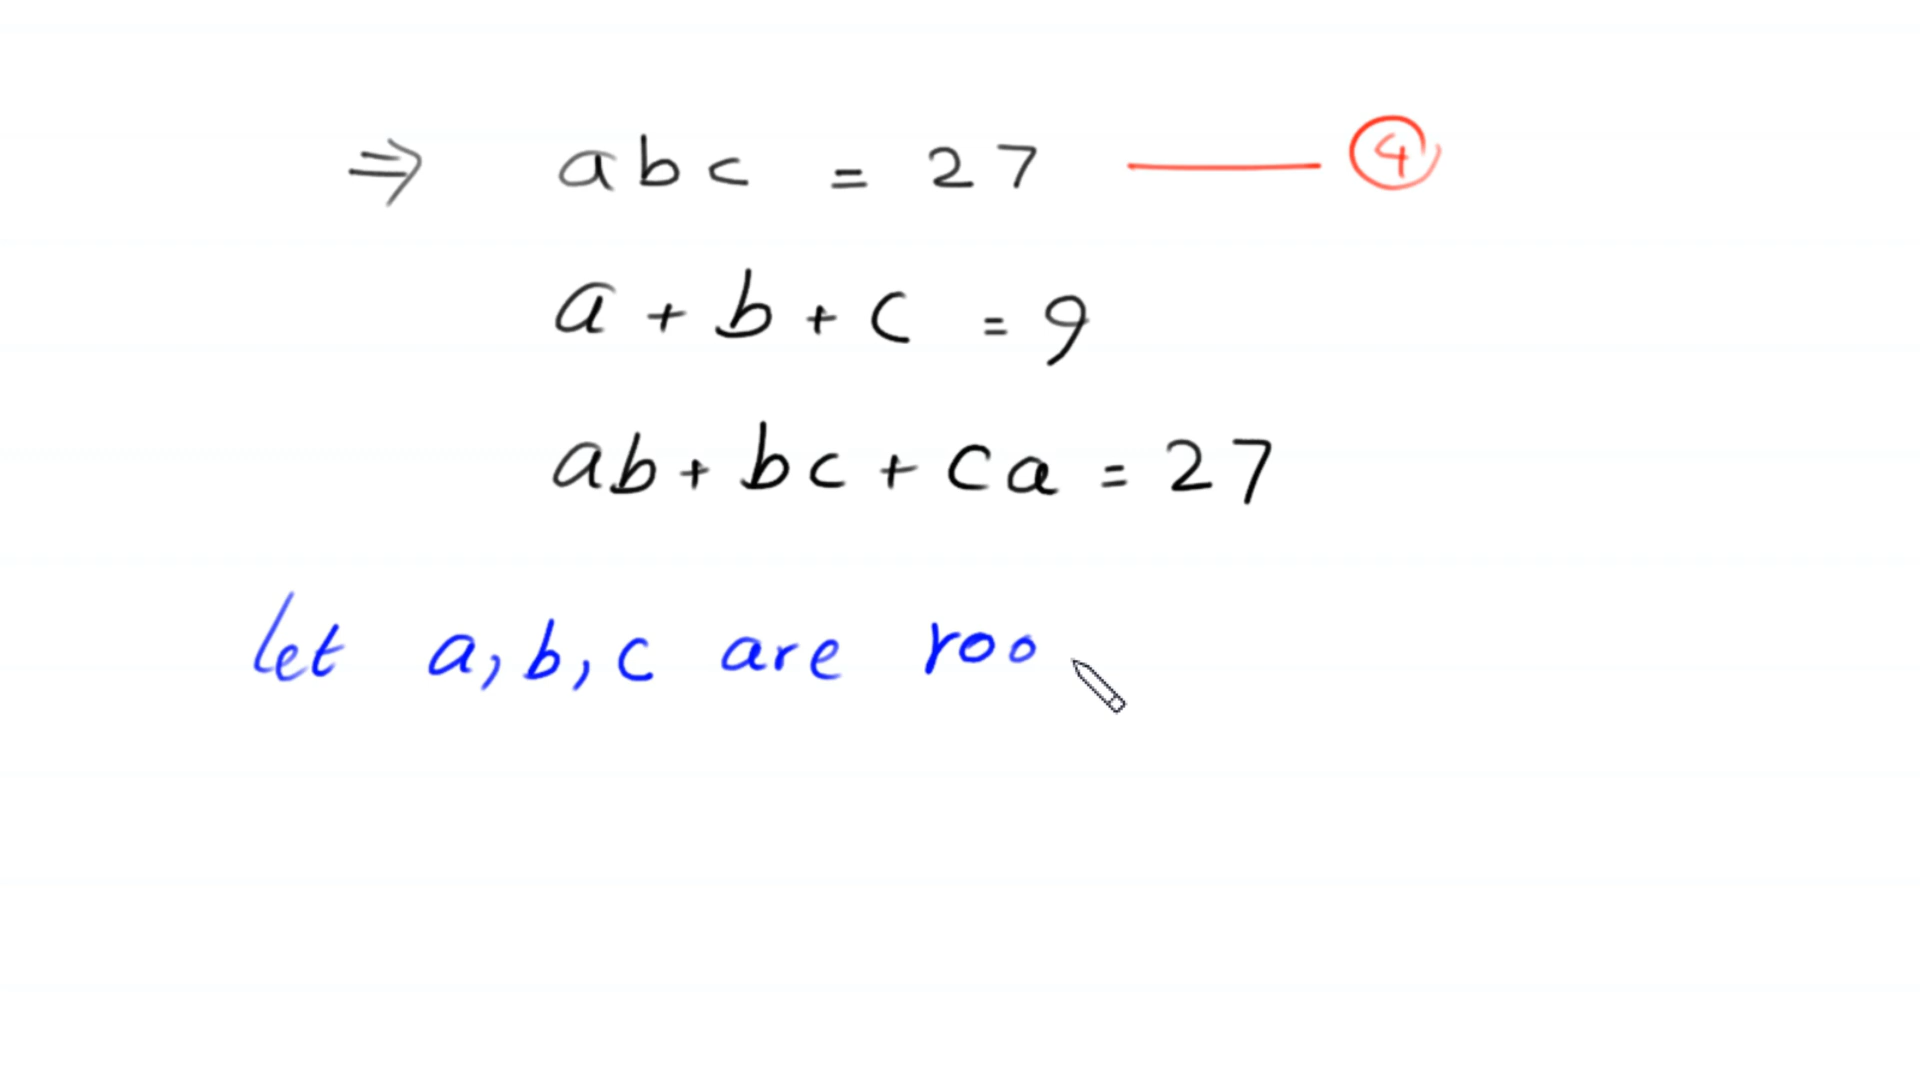 ⇒ abc = 27 —— ④
a + b + c = 9
ab + bc + ca = 27
let a, b, c are roo